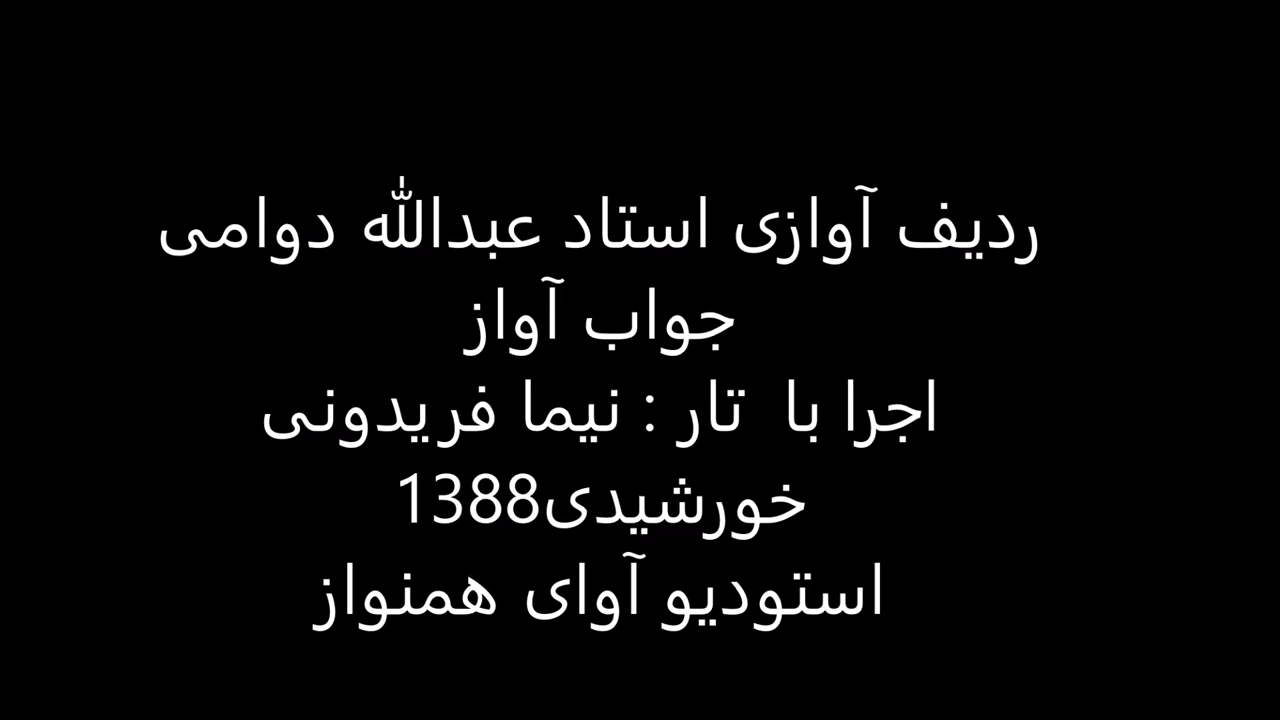 ردیف آوازی استاد عبدالله دوامی
جواب آواز
اجرا با تار : نیما فریدونی
خورشیدی1388
استودیو آوای همنواز